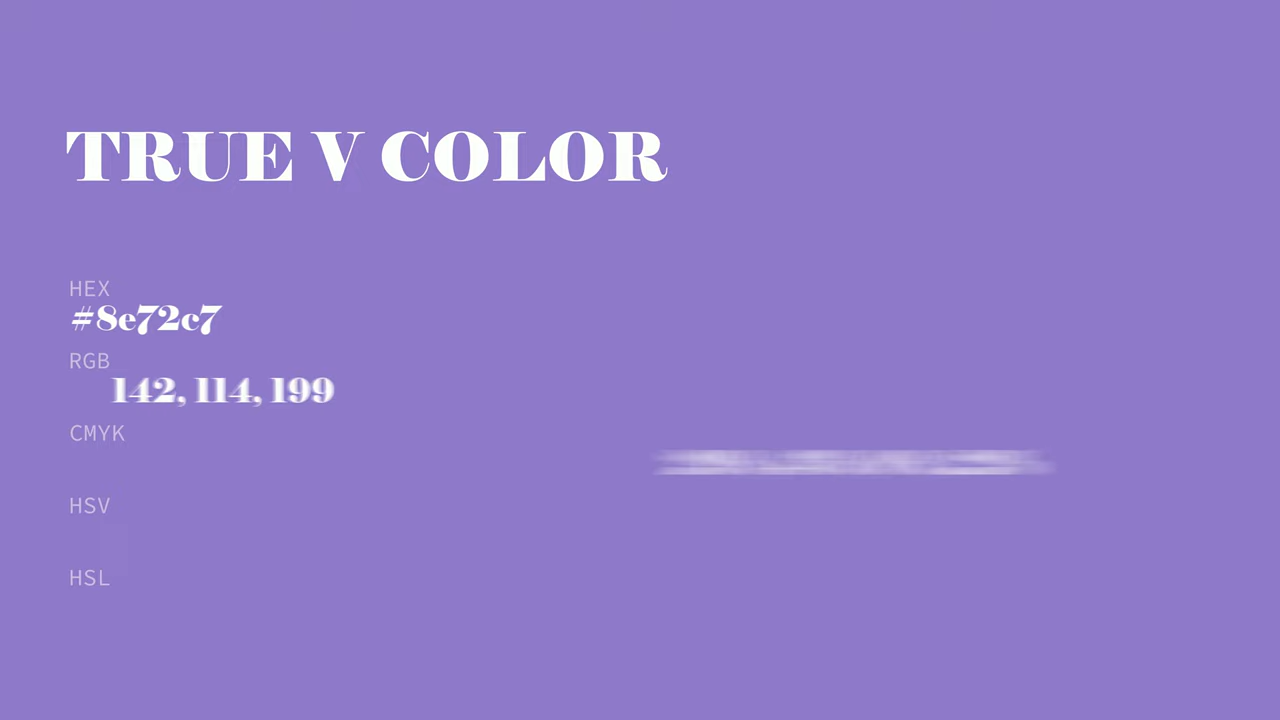 TRUE V COLOR
HEX
#8e72c7
RGB
142, 114, 199
CMYK
HSV
HSL